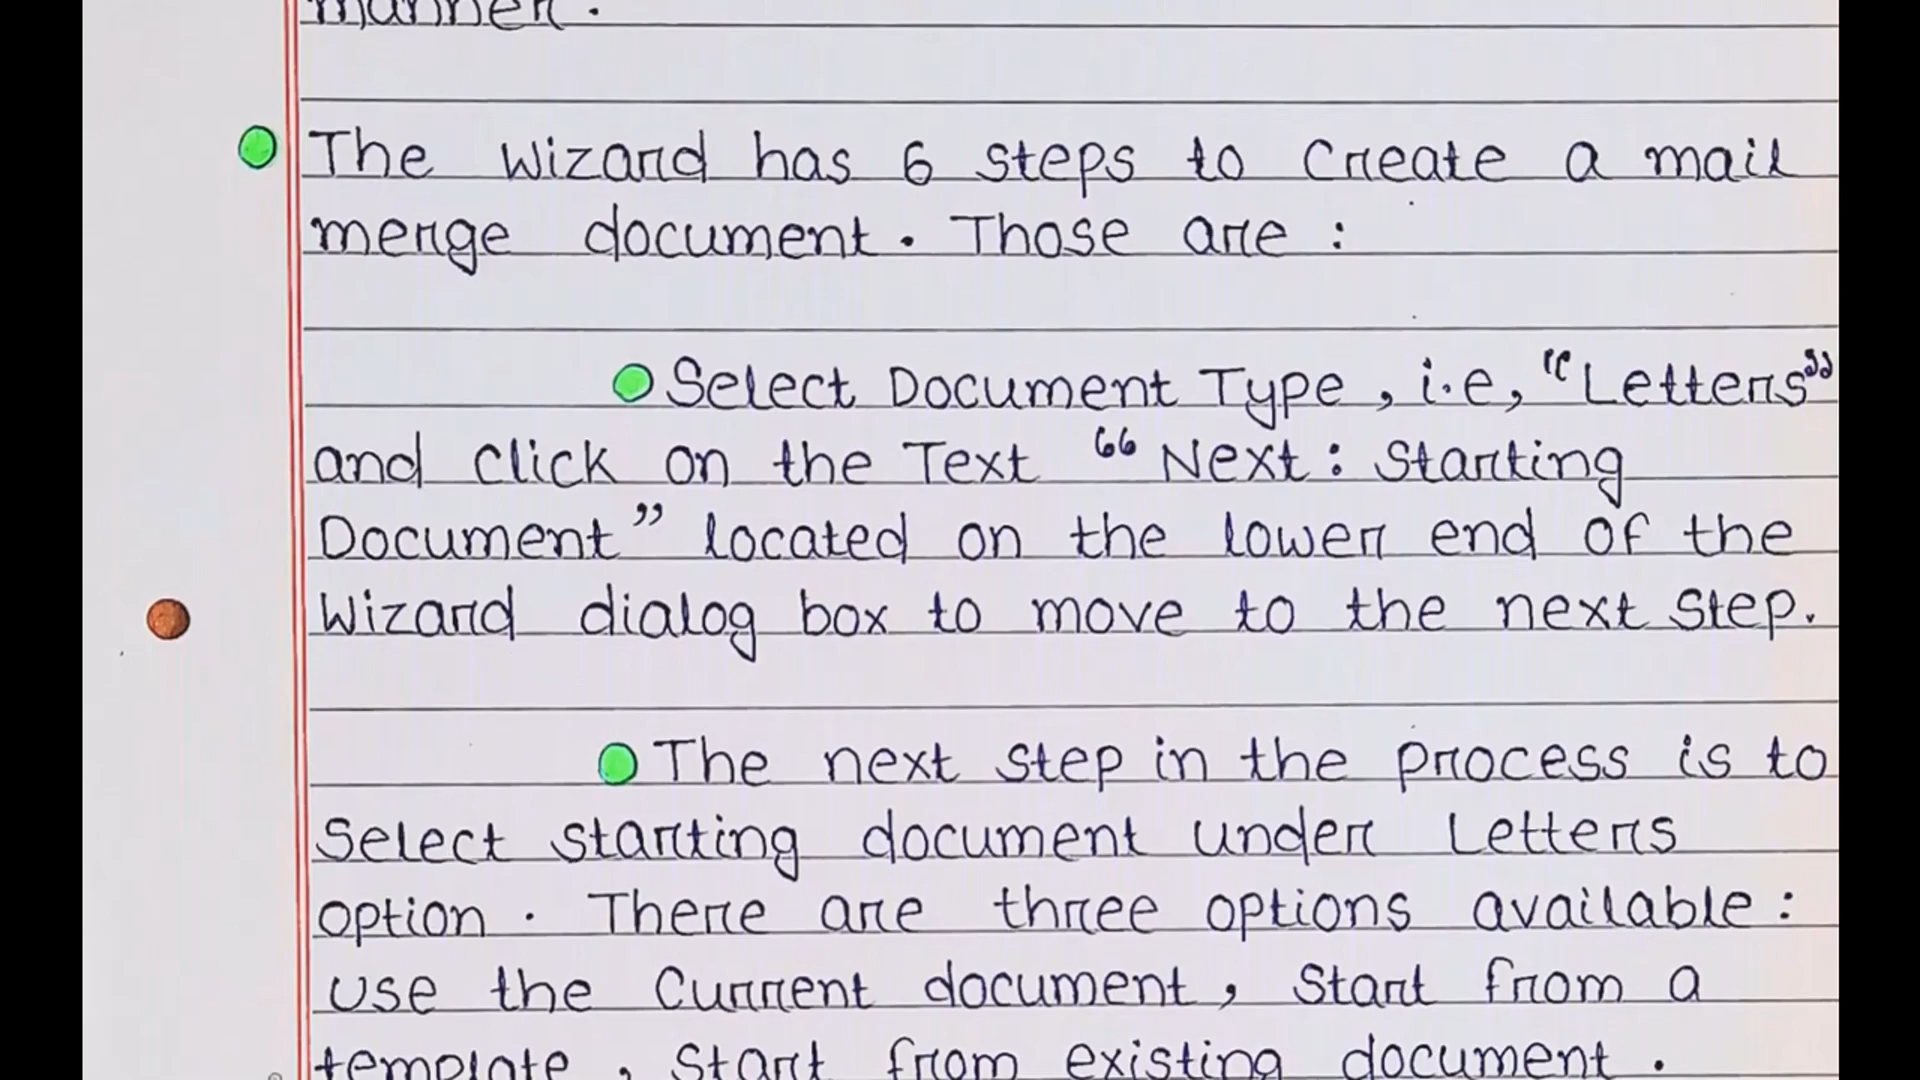 manner.
The Wizard has 6 steps to Create a mail
merge document. Those are :
Select Document Type, i.e, "Letters"
and click on the Text "Next : Starting
Document" located on the lower end of the
Wizard dialog box to move to the next step.
The next step in the process is to
Select starting document under Letters
option. There are three options available :
Use the Current document, Start from a
template, Start from existing document.